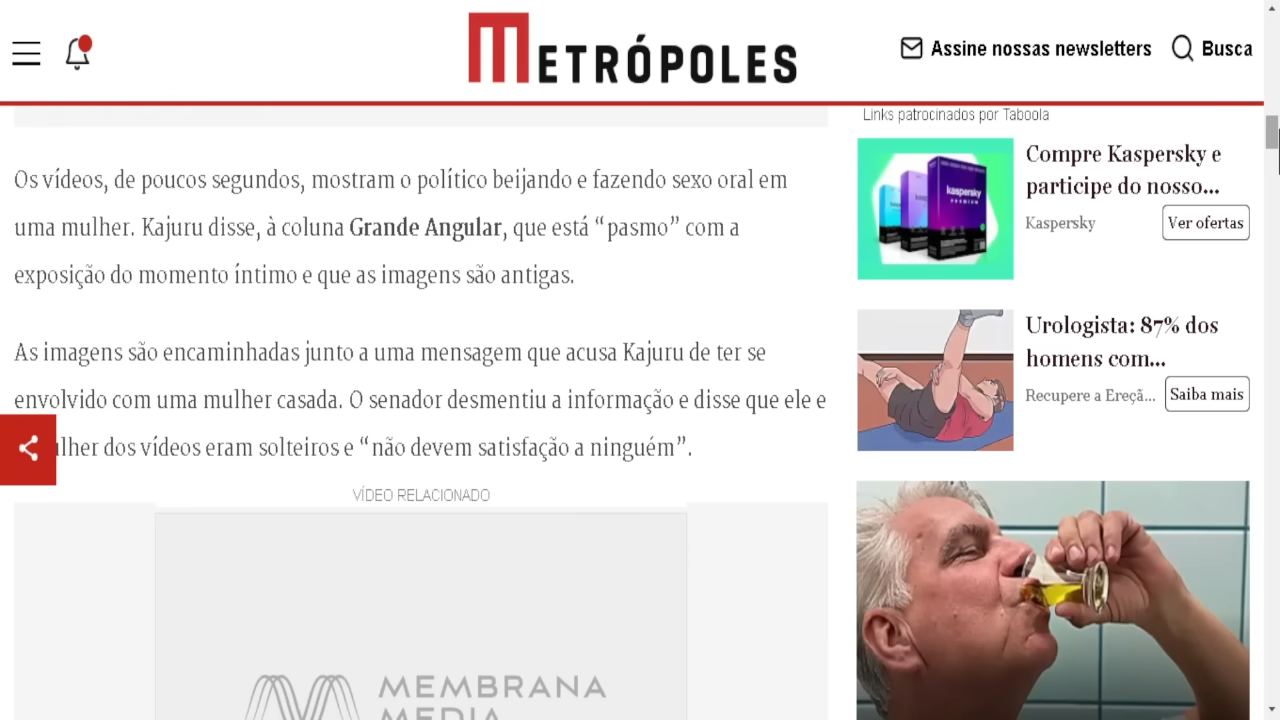 METRÓPOLES
Assine nossas newsletters
Busca
Os vídeos, de poucos segundos, mostram o político beijando e fazendo sexo oral em
uma mulher. Kajuru disse, à coluna Grande Angular, que está “pasmo” com a
exposição do momento íntimo e que as imagens são antigas.
As imagens são encaminhadas junto a uma mensagem que acusa Kajuru de ter se
envolvido com uma mulher casada. O senador desmentiu a informação e disse que ele e
ulher dos vídeos eram solteiros e “não devem satisfação a ninguém”.
VÍDEO RELACIONADO
MEMBRANA
MEDIA
Links patrocinados por Taboola
kaspersky
PREMIUM
Compre Kaspersky e
participe do nosso...
Kaspersky
Ver ofertas
Urologista: 87% dos
homens com...
Recupere a Ereçã...
Saiba mais